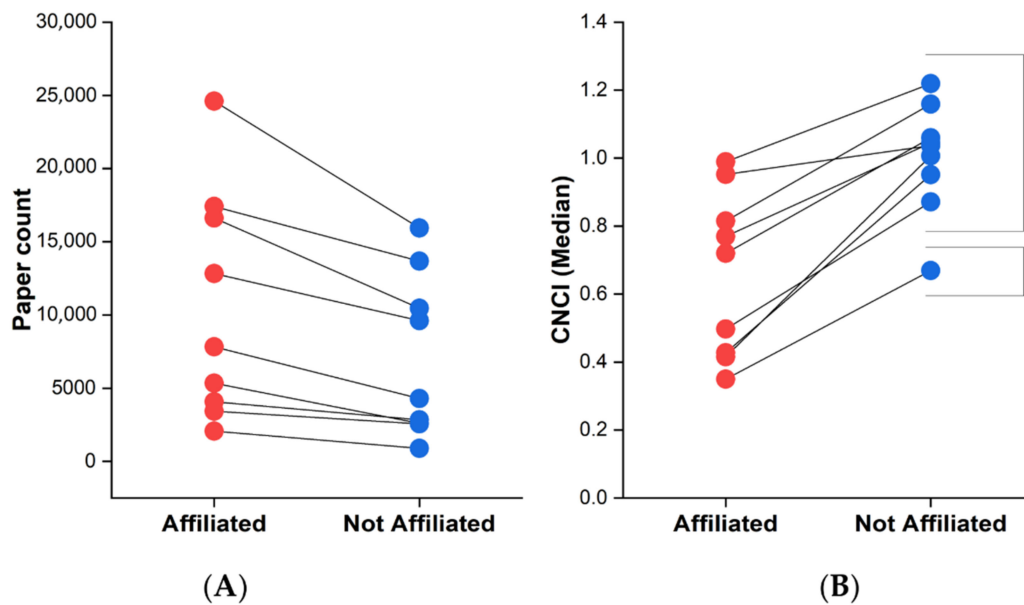 30,000
25,000
20,000
15,000
10,000
5000
0
Paper count
Affiliated
Not Affiliated
(A)
1.4
1.2
1.0
0.8
0.6
0.4
0.2
0.0
CNCI (Median)
Affiliated
Not Affiliated
(B)